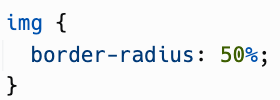 img {
  border-radius: 50%;
}